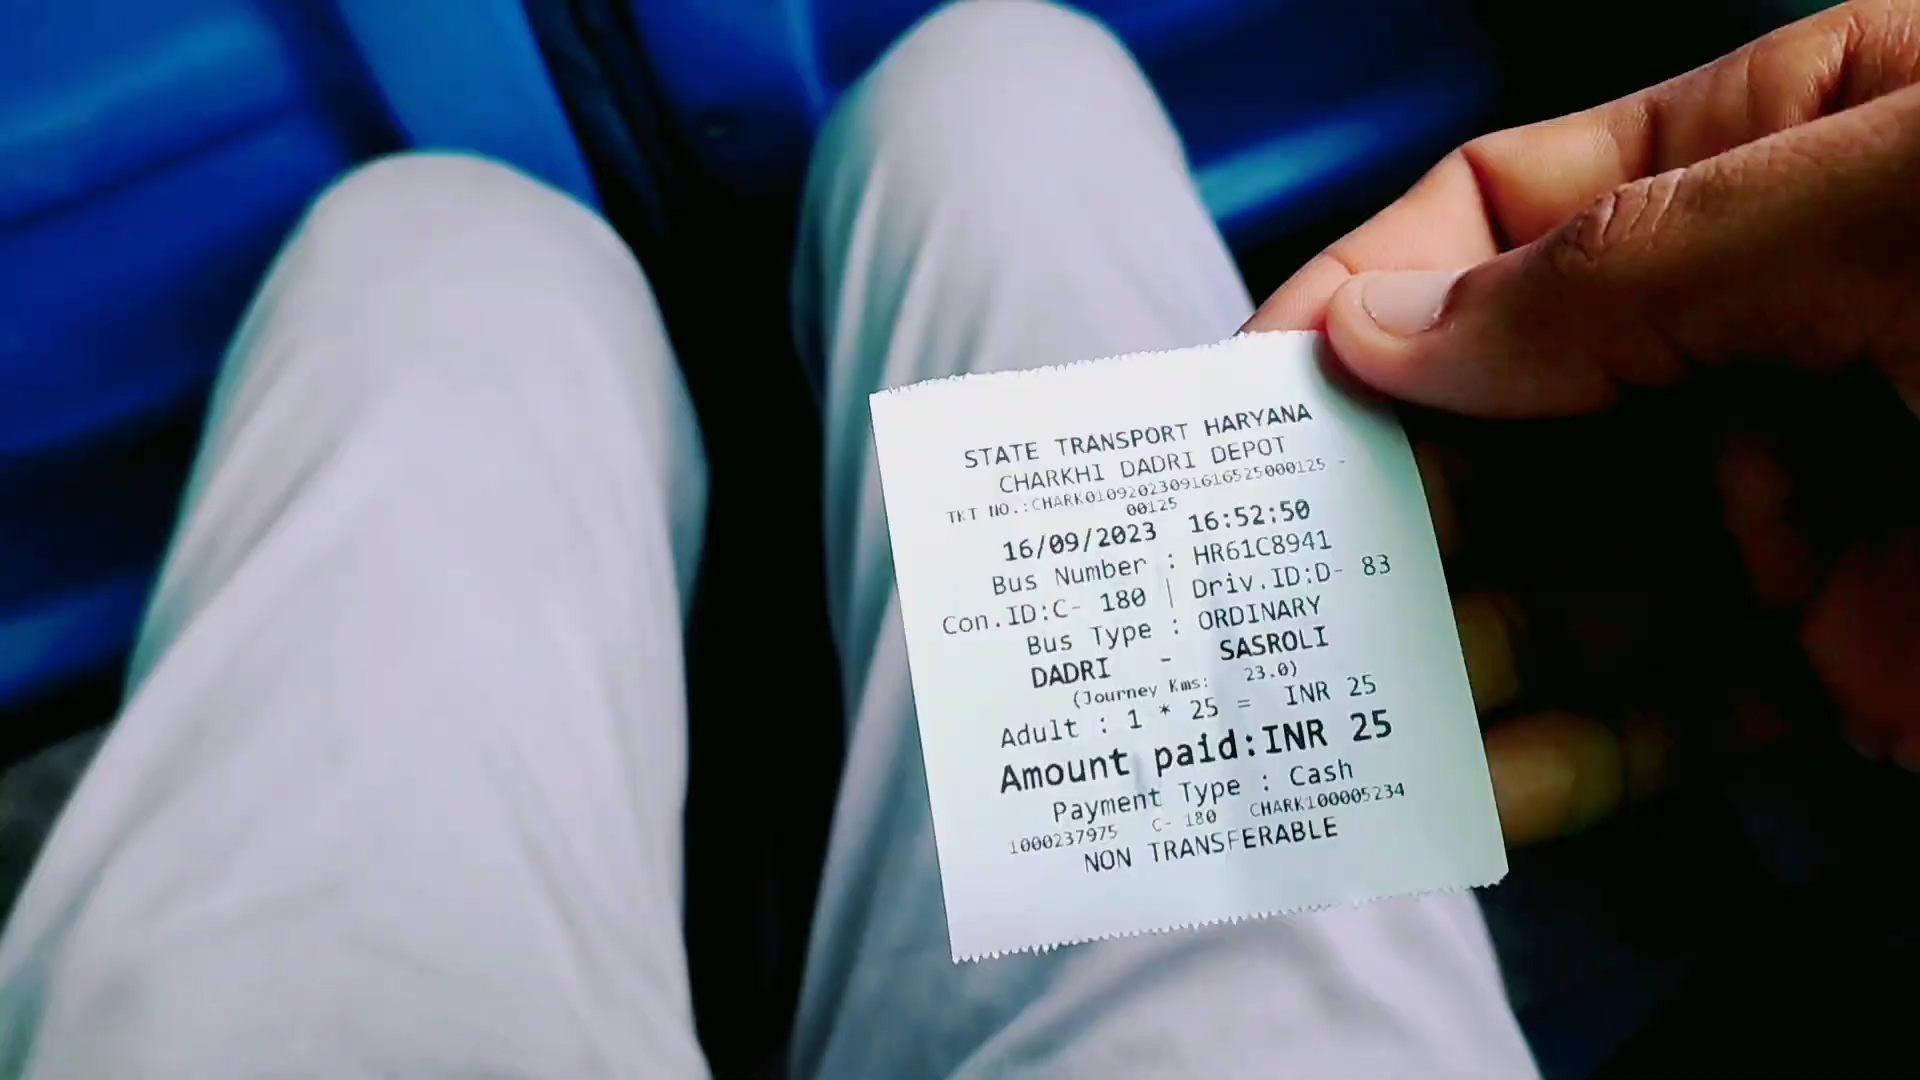 STATE TRANSPORT HARYANA
CHARKHI DADRI DEPOT
TKT NO.:CHARK01092023091616525000125 -
00125
16/09/2023 16:52:50
Bus Number : HR61C8941
Con.ID:C- 180 | Driv.ID:D- 83
Bus Type : ORDINARY
DADRI - SASROLI
(Journey Kms: 23.0)
Adult : 1 * 25 = INR 25
Amount paid:INR 25
Payment Type : Cash
1000237975 C- 180 CHARK100005234
NON TRANSFERABLE